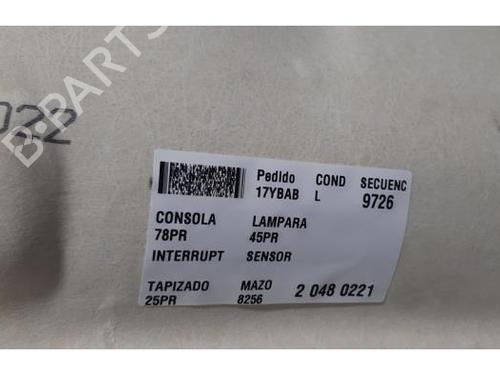 B-PARTS
022
Pedido COND SECUENC
17YBAB L 9726
CONSOLA LAMPARA
78PR 45PR
INTERRUPT SENSOR
TAPIZADO MAZO 2 048 0221
25PR 8256